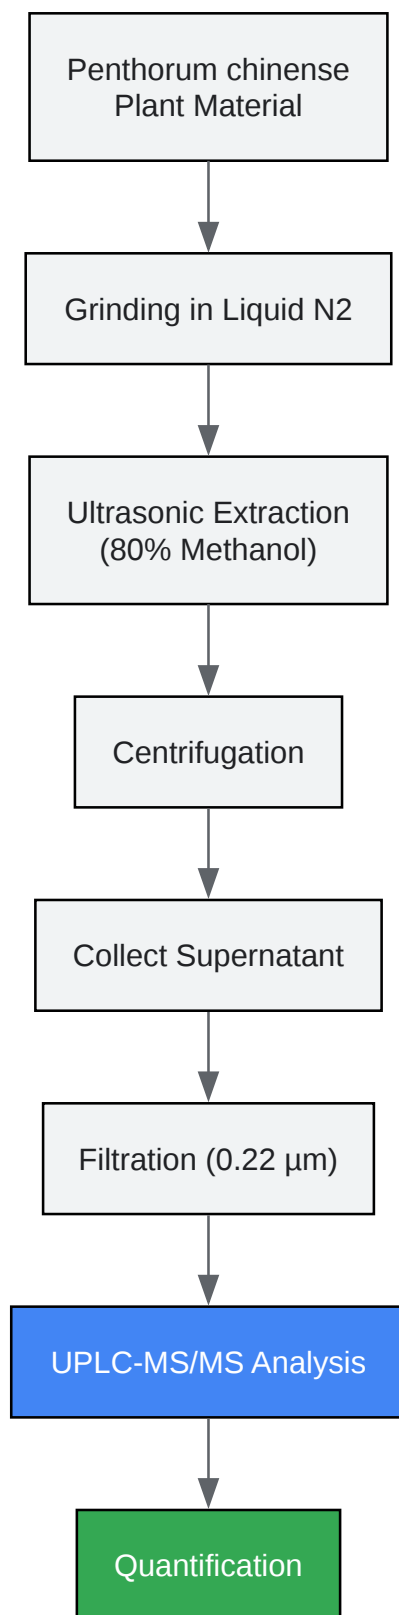 Penthorum chinense
Plant Material
Grinding in Liquid N2
Ultrasonic Extraction
(80% Methanol)
Centrifugation
Collect Supernatant
Filtration (0.22 µm)
UPLC-MS/MS Analysis
Quantification